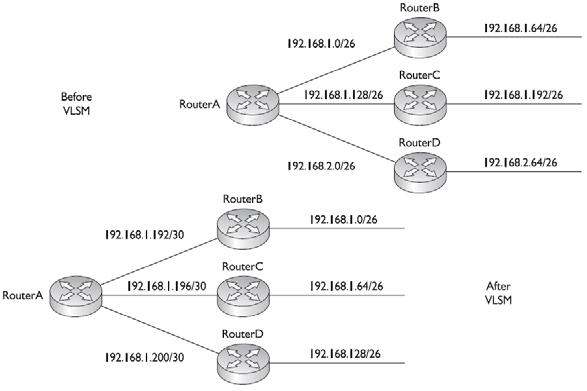 RouterB
192.168.1.64/26
192.168.1.0/26
Before
VLSM
RouterC
RouterA
192.168.1.128/26
192.168.1.192/26
RouterD
192.168.2.0/26
192.168.2.64/26
RouterB
192.168.1.0/26
192.168.1.192/30
RouterC
RouterA
192.168.1.196/30
192.168.1.64/26
After
VLSM
RouterD
192.168.1.200/30
192.168.128/26